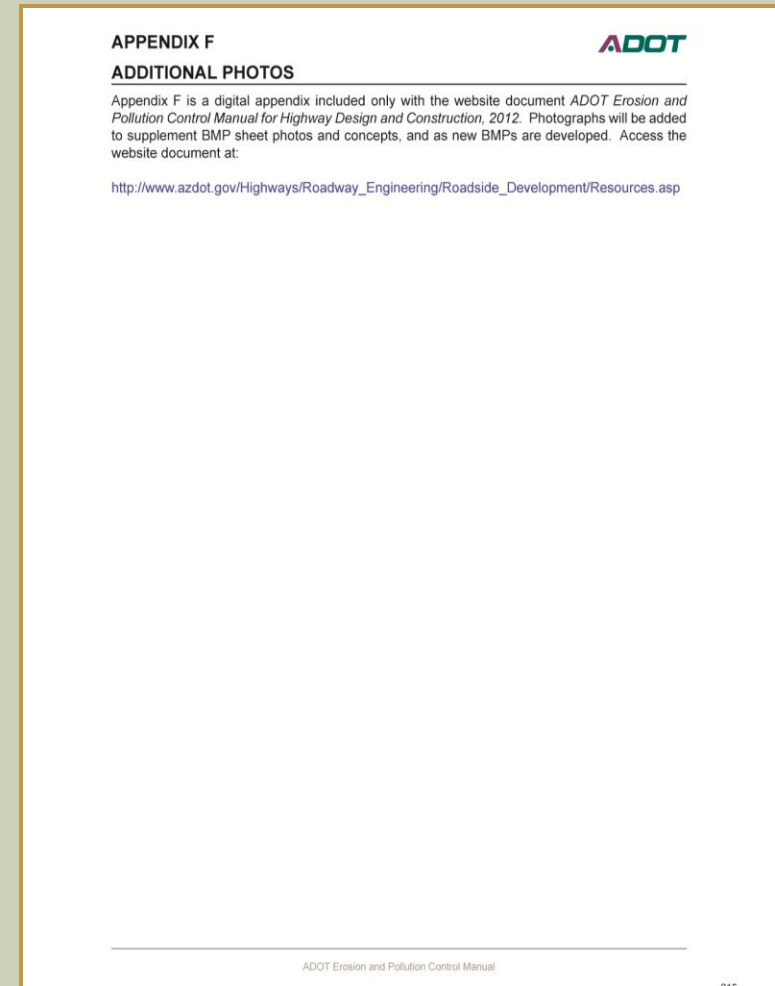 APPENDIX F
ADOT
ADDITIONAL PHOTOS
Appendix F is a digital appendix included only with the website document ADOT Erosion and
Pollution Control Manual for Highway Design and Construction, 2012. Photographs will be added
to supplement BMP sheet photos and concepts, and as new BMPs are developed. Access the
website document at:
http://www.azdot.gov/Highways/Roadway_Engineering/Roadside_Development/Resources.asp
ADOT Erosion and Pollution Control Manual